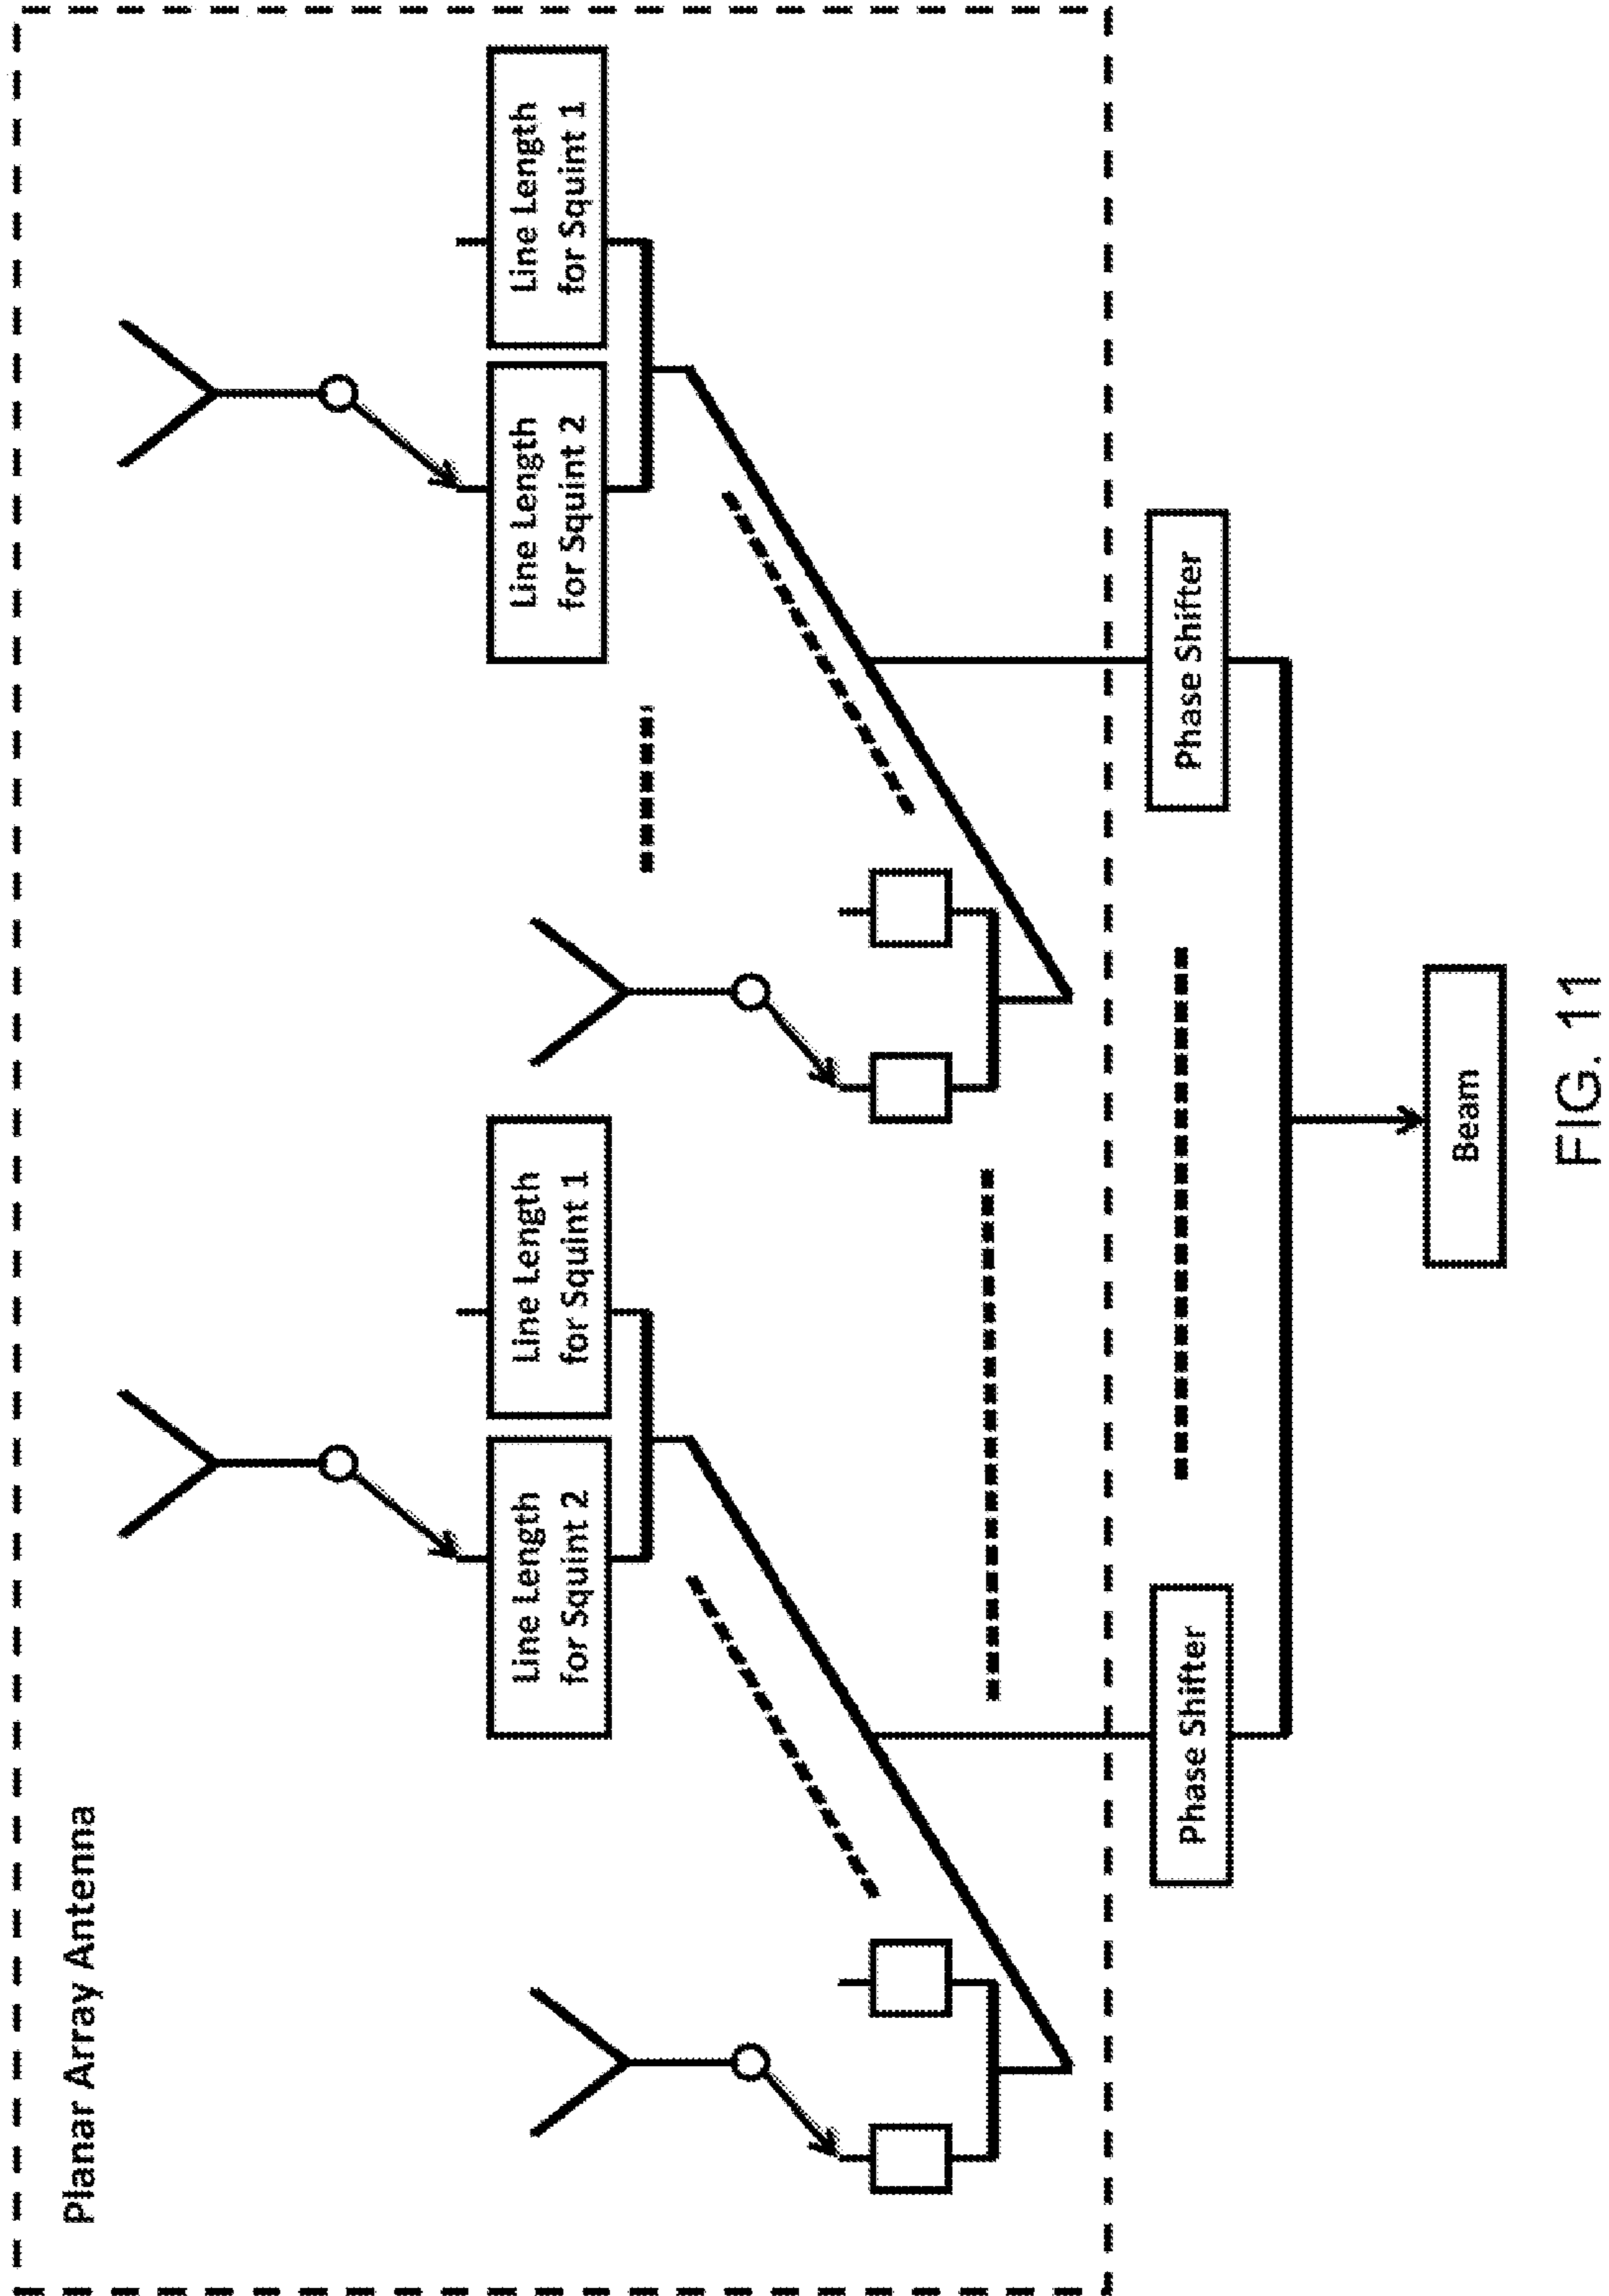 Planar Array Antenna
Line Length
for Squint 2
Line Length
for Squint 1
Line Length
for Squint 2
Line Length
for Squint 1
Phase Shifter
Phase Shifter
Beam
FIG. 11